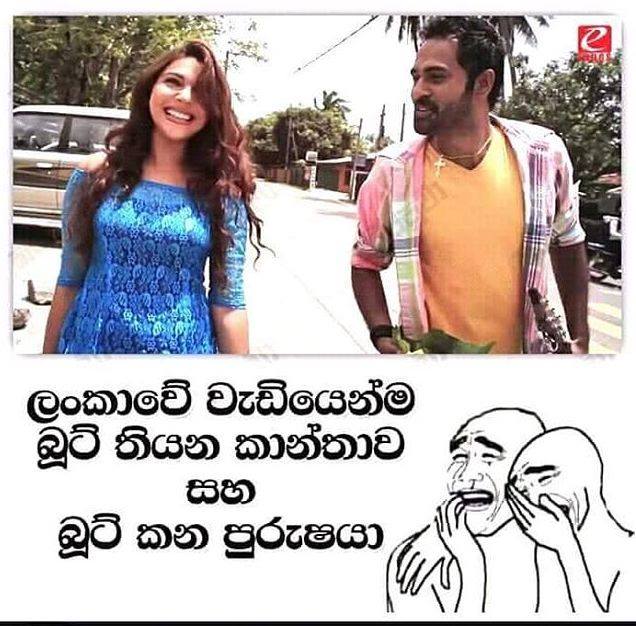 e
ලංකාවේ වැඩියෙන්ම
බූට් තියන කාන්තාව
සහ
බූට් කන පුරුෂයා